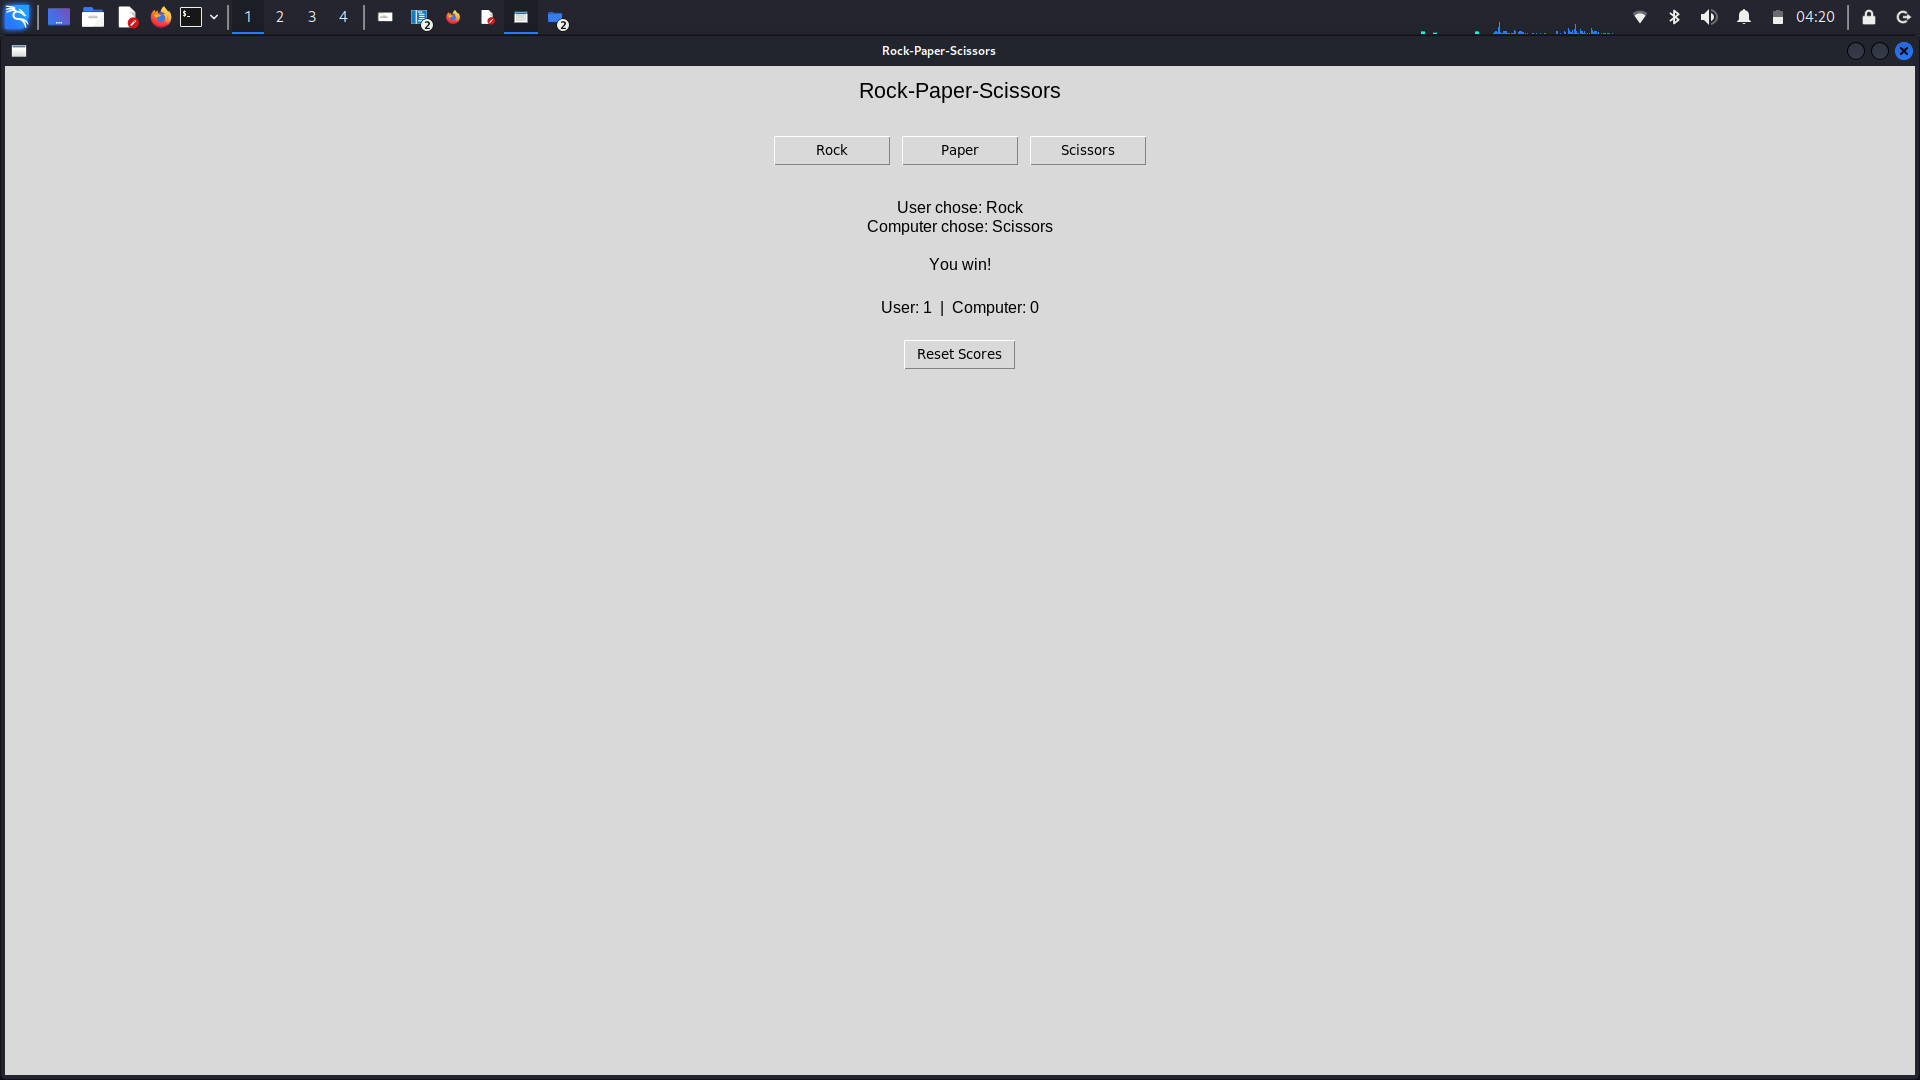 1 2 3 4 2 2 04:20
Rock-Paper-Scissors
Rock-Paper-Scissors
Rock Paper Scissors
User chose: Rock
Computer chose: Scissors
You win!
User: 1 | Computer: 0
Reset Scores